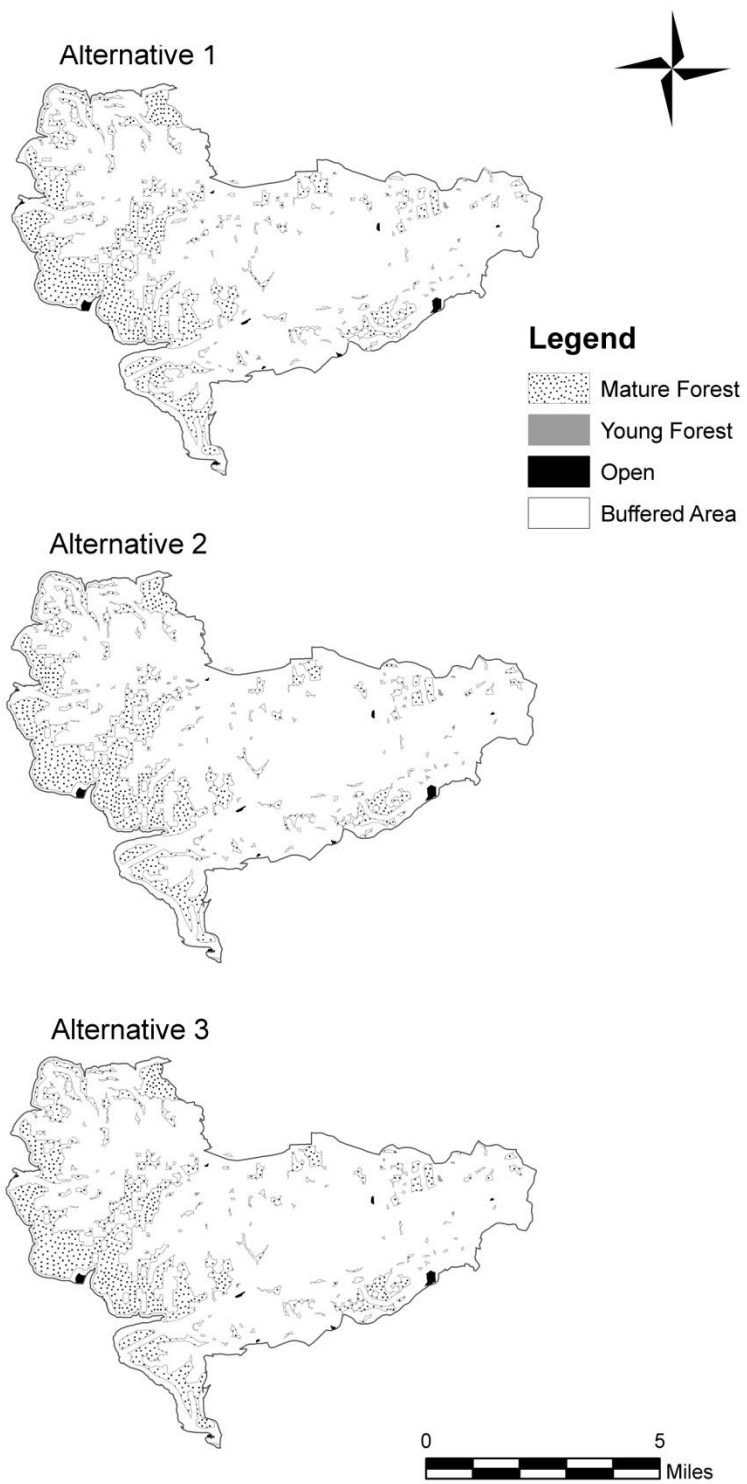 Alternative 1
Legend
Mature Forest
Young Forest
Open
Buffered Area
Alternative 2
Alternative 3
0 5
Miles